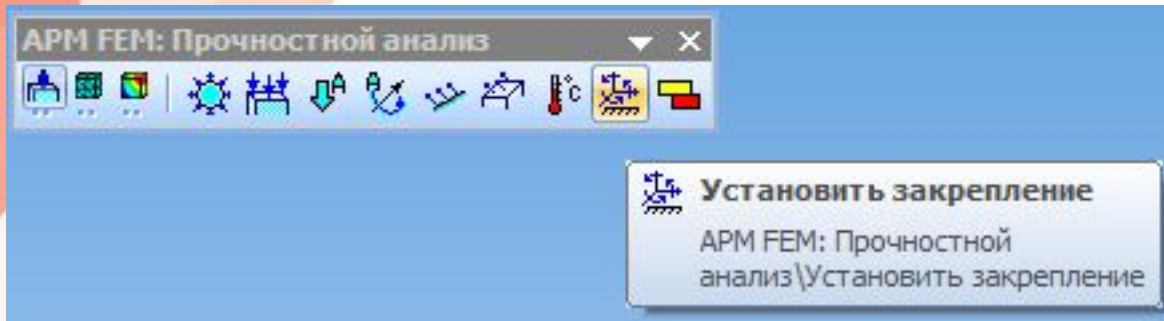 APM FEM: Прочностной анализ
Установить закрепление
APM FEM: Прочностной
анализ\Установить закрепление